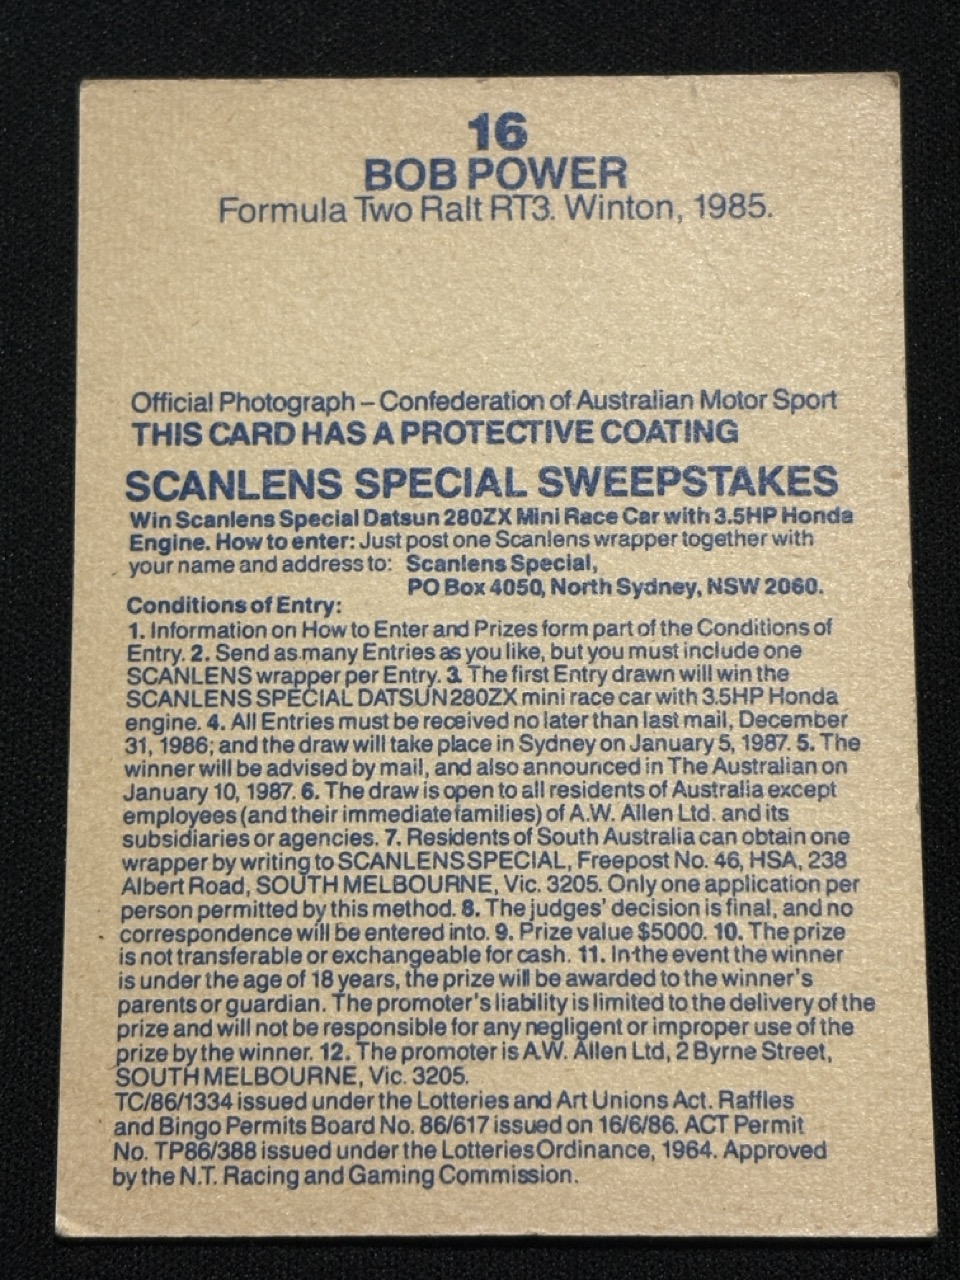 16
BOB POWER
Formula Two Ralt RT3. Winton, 1985.
Official Photograph – Confederation of Australian Motor Sport
THIS CARD HAS A PROTECTIVE COATING
SCANLENS SPECIAL SWEEPSTAKES
Win Scanlens Special Datsun 280ZX Mini Race Car with 3.5HP Honda
Engine. How to enter: Just post one Scanlens wrapper together with
your name and address to: Scanlens Special,
PO Box 4050, North Sydney, NSW 2060.
Conditions of Entry:
1. Information on How to Enter and Prizes form part of the Conditions of
Entry. 2. Send as many Entries as you like, but you must include one
SCANLENS wrapper per Entry. 3. The first Entry drawn will win the
SCANLENS SPECIAL DATSUN 280ZX mini race car with 3.5HP Honda
engine. 4. All Entries must be received no later than last mail, December
31, 1986; and the draw will take place in Sydney on January 5, 1987. 5. The
winner will be advised by mail, and also announced in The Australian on
January 10, 1987. 6. The draw is open to all residents of Australia except
employees (and their immediate families) of A.W. Allen Ltd. and its
subsidiaries or agencies. 7. Residents of South Australia can obtain one
wrapper by writing to SCANLENS SPECIAL, Freepost No. 46, HSA, 238
Albert Road, SOUTH MELBOURNE, Vic. 3205. Only one application per
person permitted by this method. 8. The judges' decision is final, and no
correspondence will be entered into. 9. Prize value $5000. 10. The prize
is not transferable or exchangeable for cash. 11. In the event the winner
is under the age of 18 years, the prize will be awarded to the winner's
parents or guardian. The promoter's liability is limited to the delivery of the
prize and will not be responsible for any negligent or improper use of the
prize by the winner. 12. The promoter is A.W. Allen Ltd, 2 Byrne Street,
SOUTH MELBOURNE, Vic. 3205.
TC/86/1334 issued under the Lotteries and Art Unions Act. Raffles
and Bingo Permits Board No. 86/617 issued on 16/6/86. ACT Permit
No. TP86/388 issued under the Lotteries Ordinance, 1964. Approved
by the N.T. Racing and Gaming Commission.